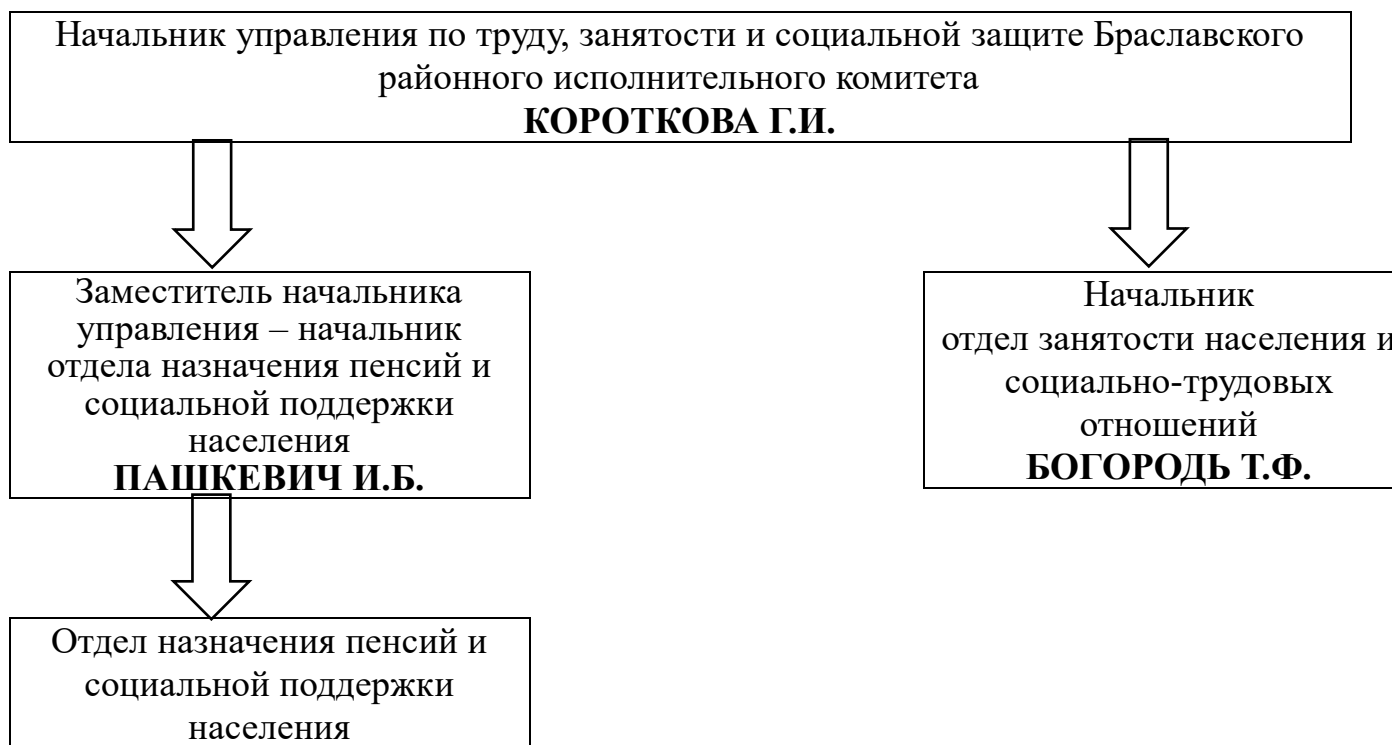 Начальник управления по труду, занятости и социальной защите Браславского
районного исполнительного комитета
КОРОТКОВА Г.И.
Заместитель начальника
управления – начальник
отдела назначения пенсий и
социальной поддержки
населения
ПАШКЕВИЧ И.Б.
Начальник
отдел занятости населения и
социально-трудовых
отношений
БОГОРОДЬ Т.Ф.
Отдел назначения пенсий и
социальной поддержки
населения